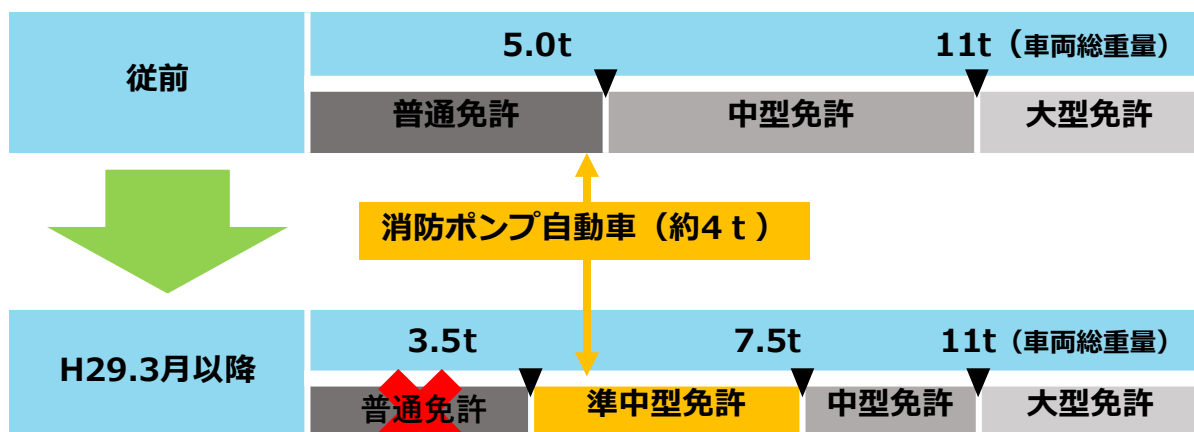 5.0t 11t（車両総重量）
従前
普通免許 中型免許 大型免許
消防ポンプ自動車（約4ｔ）
3.5t 7.5t 11t（車両総重量）
H29.3月以降
普通免許 準中型免許 中型免許 大型免許